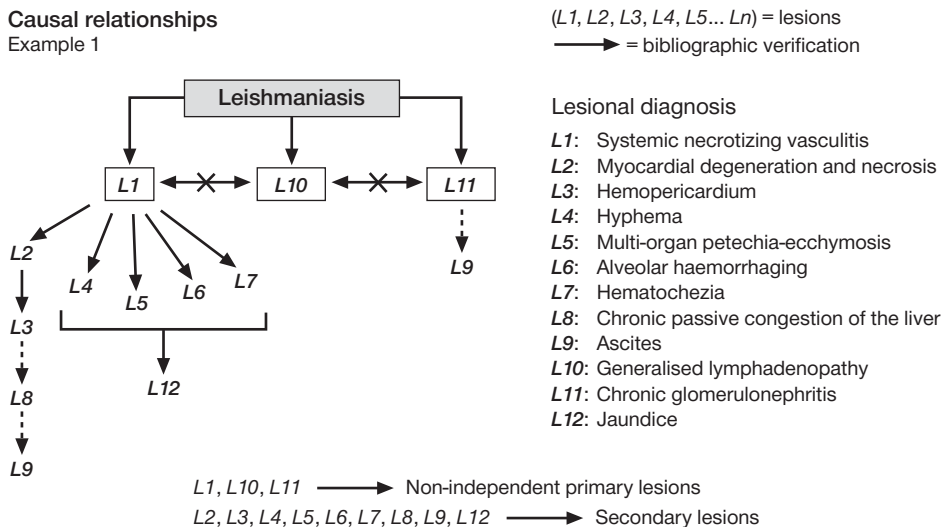 Causal relationships
Example 1
(L1, L2, L3, L4, L5... Ln) = lesions
= bibliographic verification
Leishmaniasis
L1
L10
L11
L2
L4
L5
L6
L7
L9
L3
L12
L8
L9
Lesional diagnosis
L1: Systemic necrotizing vasculitis
L2: Myocardial degeneration and necrosis
L3: Hemopericardium
L4: Hyphema
L5: Multi-organ petechia-ecchymosis
L6: Alveolar haemorrhaging
L7: Hematochezia
L8: Chronic passive congestion of the liver
L9: Ascites
L10: Generalised lymphadenopathy
L11: Chronic glomerulonephritis
L12: Jaundice
L1, L10, L11 Non-independent primary lesions
L2, L3, L4, L5, L6, L7, L8, L9, L12 Secondary lesions